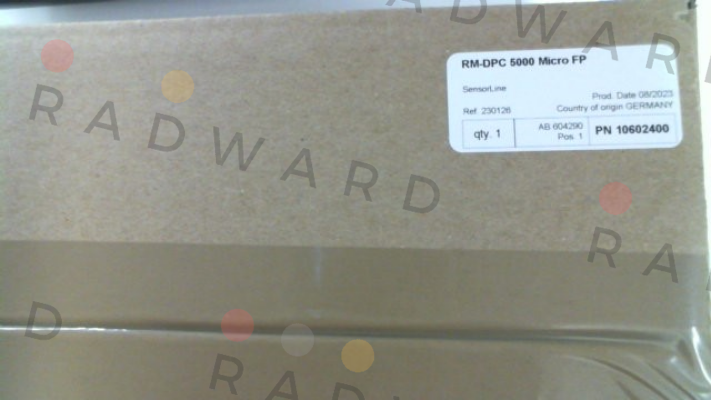 RADWARD
RM-DPC 5000 Micro FP
SensorLine
Prod. Date 08/2023
Ref. 230126
Country of origin GERMANY
qty. 1
AB 604290
Pos. 1
PN 10602400
RADWARD
RA
D
RADWARD